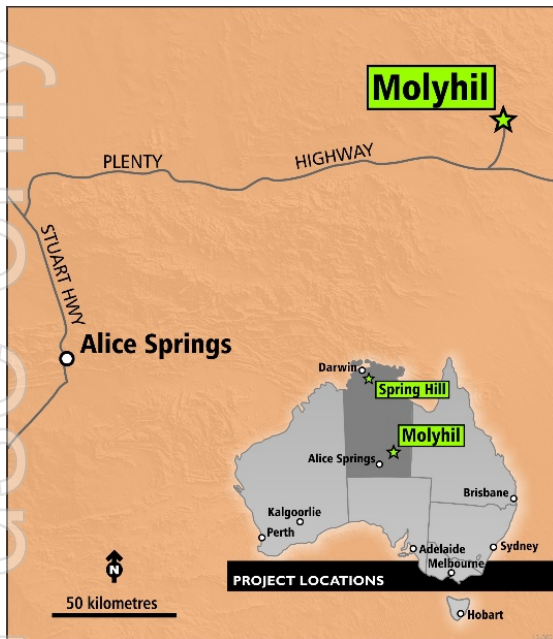 Molyhil
PLENTY HIGHWAY
STUART HWY
Alice Springs
Darwin
Spring Hill
Molyhil
Alice Springs
Brisbane
Kalgoorlie
Perth
Adelaide
Sydney
Melbourne
PROJECT LOCATIONS
Hobart
N
50 kilometres